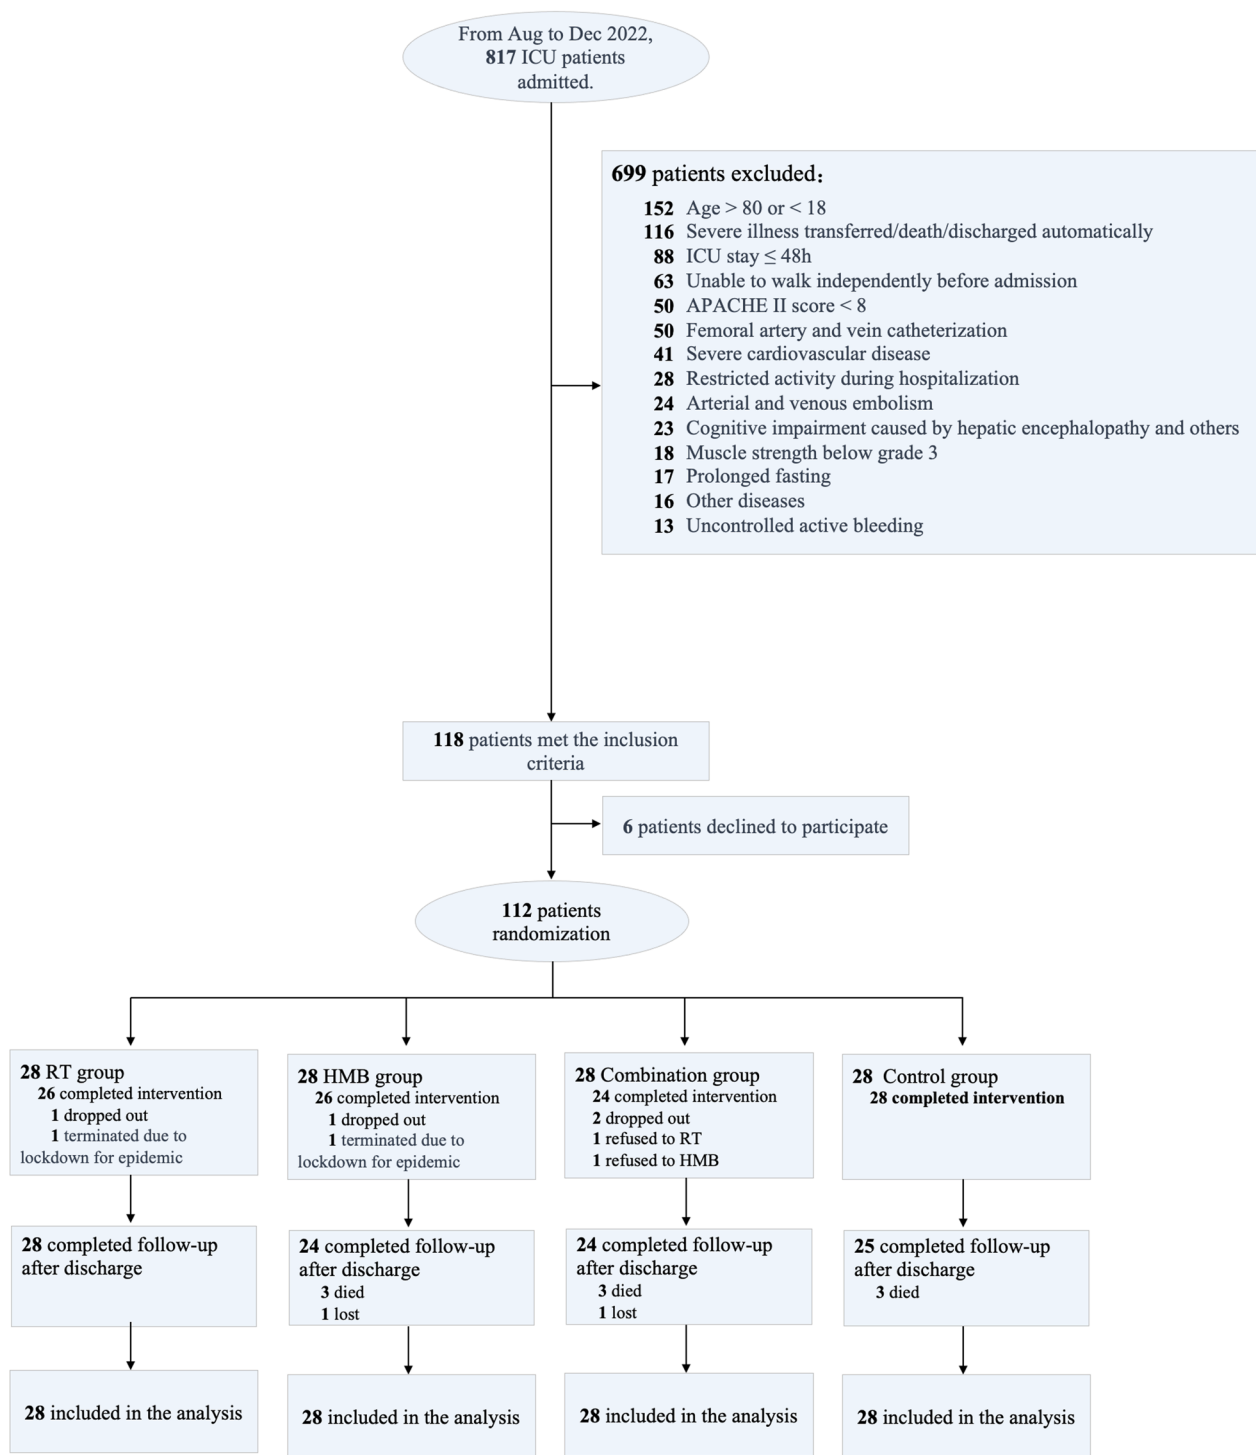 From Aug to Dec 2022,
817 ICU patients
admitted.
699 patients excluded：
152 Age > 80 or < 18
116 Severe illness transferred/death/discharged automatically
88 ICU stay ≤ 48h
63 Unable to walk independently before admission
50 APACHE II score < 8
50 Femoral artery and vein catheterization
41 Severe cardiovascular disease
28 Restricted activity during hospitalization
24 Arterial and venous embolism
23 Cognitive impairment caused by hepatic encephalopathy and others
18 Muscle strength below grade 3
17 Prolonged fasting
16 Other diseases
13 Uncontrolled active bleeding
118 patients met the inclusion
criteria
6 patients declined to participate
112 patients
randomization
28 RT group
26 completed intervention
1 dropped out
1 terminated due to
lockdown for epidemic
28 HMB group
26 completed intervention
1 dropped out
1 terminated due to
lockdown for epidemic
28 Combination group
24 completed intervention
2 dropped out
1 refused to RT
1 refused to HMB
28 Control group
28 completed intervention
28 completed follow-up
after discharge
24 completed follow-up
after discharge
3 died
1 lost
24 completed follow-up
after discharge
3 died
1 lost
25 completed follow-up
after discharge
3 died
28 included in the analysis
28 included in the analysis
28 included in the analysis
28 included in the analysis